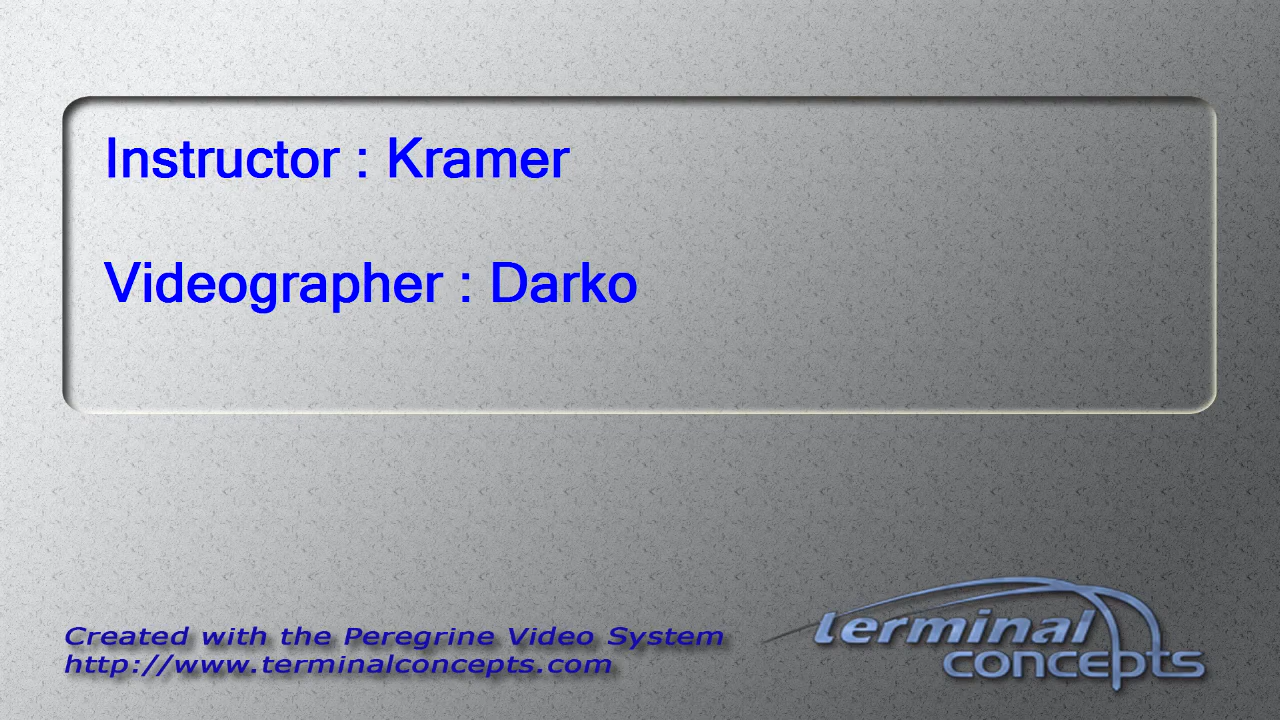 Instructor : Kramer
Videographer : Darko
Created with the Peregrine Video System
http://www.terminalconcepts.com
terminal
concepts